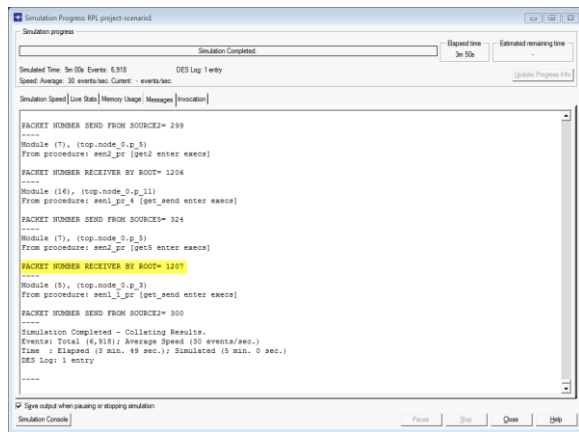 Simulation Progress: RPL project-scenario1
Simulation progress
Simulation Completed.
Elapsed time
3m 50s
Estimated remaining time
-
Simulated Time: 5m 00s Events: 6,918 DES Log: 1 entry
Speed: Average: 30 events/sec. Current: - events/sec.
Update Progress Info
Simulation Speed Live Stats Memory Usage Messages Invocation
PACKET NUMBER SEND FROM SOURCE2= 299
----
Module (7), (top.node_0.p_5)
From procedure: sen2_pr [get2 enter execs]
PACKET NUMBER RECEIVER BY ROOT= 1206
----
Module (16), (top.node_0.p_11)
From procedure: sen1_pr_4 [get_send enter execs]
PACKET NUMBER SEND FROM SOURCE5= 324
----
Module (7), (top.node_0.p_5)
From procedure: sen2_pr [get5 enter execs]
PACKET NUMBER RECEIVER BY ROOT= 1207
----
Module (5), (top.node_0.p_3)
From procedure: sen1_1_pr [get_send enter execs]
PACKET NUMBER SEND FROM SOURCE2= 300
----
Simulation Completed - Collating Results.
Events: Total (6,918); Average Speed (30 events/sec.)
Time : Elapsed (3 min. 49 sec.); Simulated (5 min. 0 sec.)
DES Log: 1 entry
----
Save output when pausing or stopping simulation
Simulation Console Pause Stop Close Help